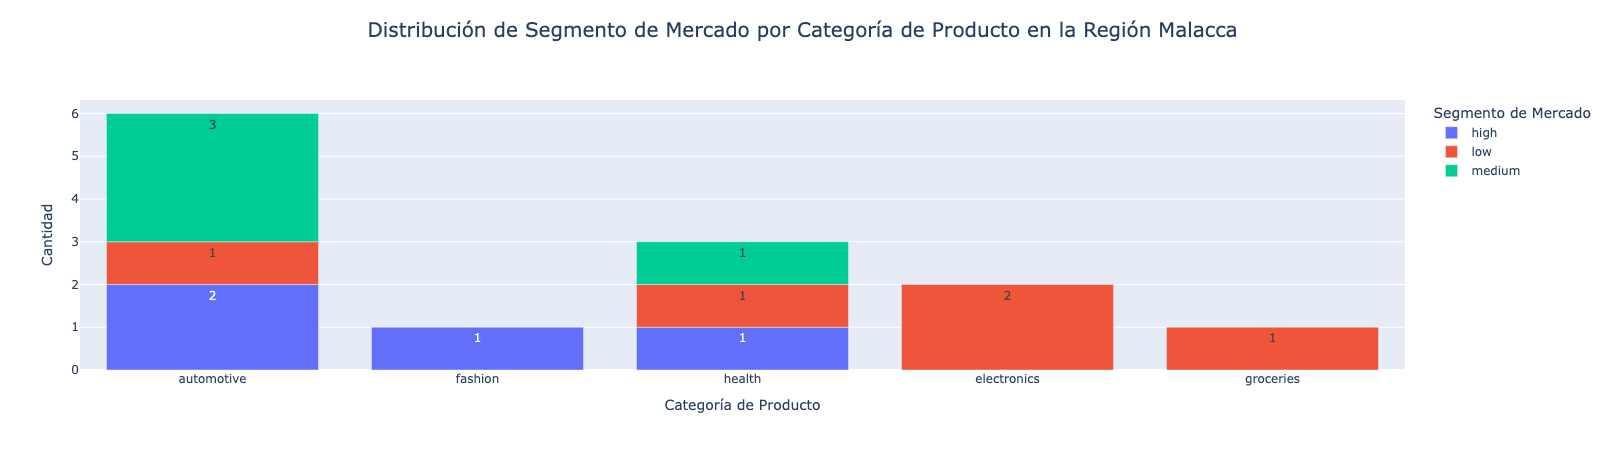 Distribución de Segmento de Mercado por Categoría de Producto en la Región Malacca
Segmento de Mercado
high
low
medium
Cantidad
6
5
4
3
2
1
0
3
1
2
1
1
1
1
2
1
automotive
fashion
health
electronics
groceries
Categoría de Producto